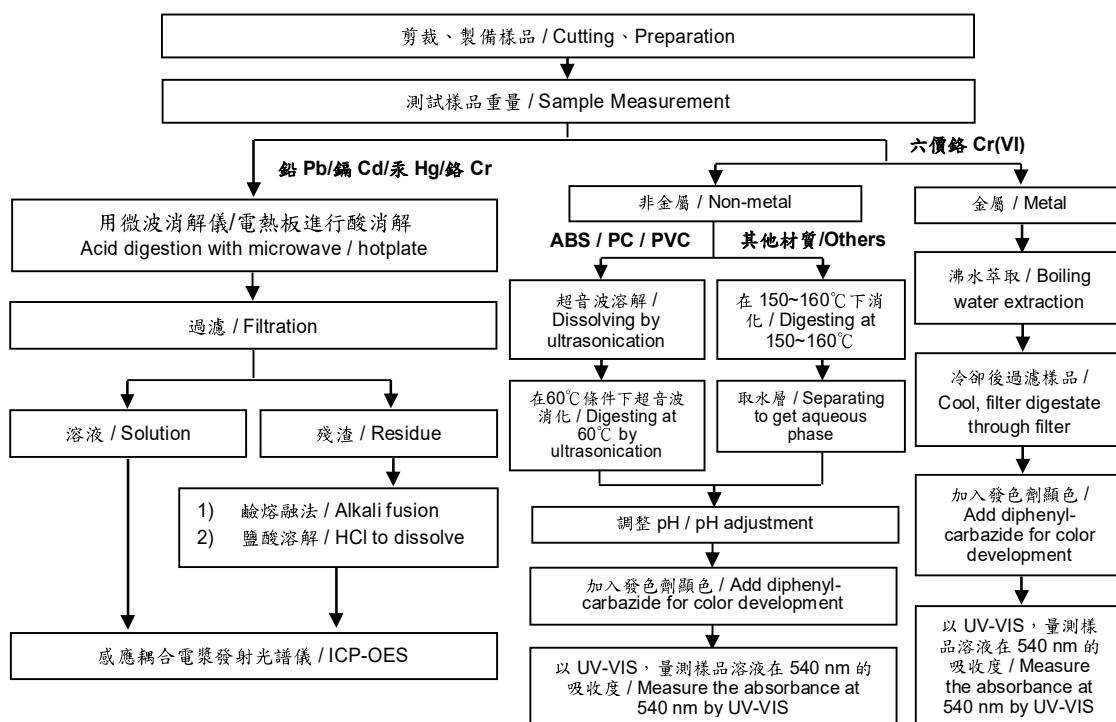 剪裁、製備樣品 / Cutting、Preparation
測試樣品重量 / Sample Measurement
鉛 Pb/鎘 Cd/汞 Hg/鉻 Cr
六價鉻 Cr(VI)
用微波消解儀/電熱板進行酸消解
Acid digestion with microwave / hotplate
過濾 / Filtration
溶液 / Solution
殘渣 / Residue
1) 鹼熔融法 / Alkali fusion
2) 鹽酸溶解 / HCl to dissolve
感應耦合電漿發射光譜儀 / ICP-OES
非金屬 / Non-metal
ABS / PC / PVC
其他材質/Others
超音波溶解 /
Dissolving by
ultrasonication
在 150~160℃下消
化 / Digesting at
150~160℃
在60℃條件下超音波
消化 / Digesting at
60℃ by
ultrasonication
取水層 / Separating
to get aqueous
phase
調整 pH / pH adjustment
加入發色劑顯色 / Add diphenyl-
carbazide for color development
以 UV-VIS，量測樣品溶液在 540 nm 的
吸收度 / Measure the absorbance at
540 nm by UV-VIS
金屬 / Metal
沸水萃取 / Boiling
water extraction
冷卻後過濾樣品 /
Cool, filter digestate
through filter
加入發色劑顯色 /
Add diphenyl-
carbazide for color
development
以 UV-VIS，量測樣
品溶液在 540 nm 的
吸收度 / Measure
the absorbance at
540 nm by UV-VIS